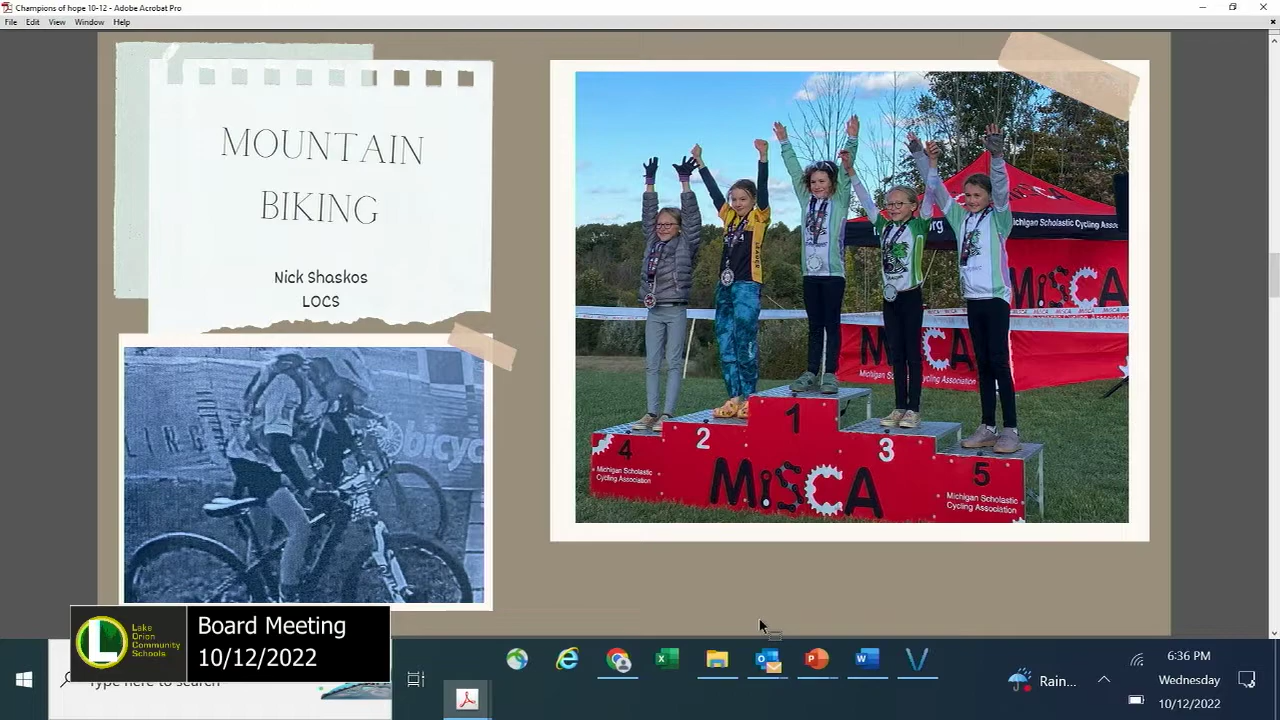 Champions of hope 10-12 - Adobe Acrobat Pro
File Edit View Window Help
MOUNTAIN
BIKING
Nick Shaskos
LOCS
bicyc
Michigan Scholastic Cycling Asso
MiSCA
MiSCA
4
2
1
3
5
Michigan Scholastic
Cycling Association
MiSCA
Michigan Scholastic
Cycling Association
Lake
Orion
Community
Schools
Board Meeting
10/12/2022
Type here to search
Rain...
6:36 PM
Wednesday
10/12/2022